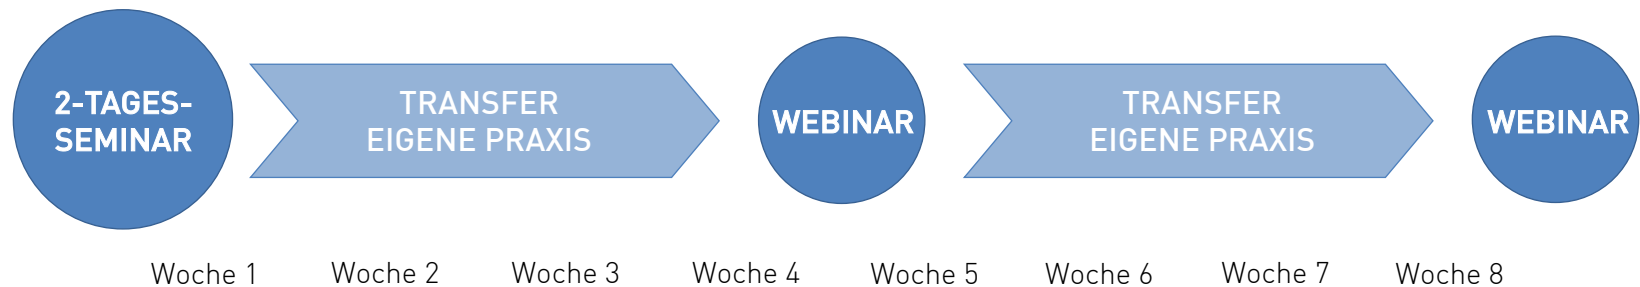 2-TAGES-
SEMINAR
TRANSFER
EIGENE PRAXIS
WEBINAR
TRANSFER
EIGENE PRAXIS
WEBINAR
Woche 1
Woche 2
Woche 3
Woche 4
Woche 5
Woche 6
Woche 7
Woche 8